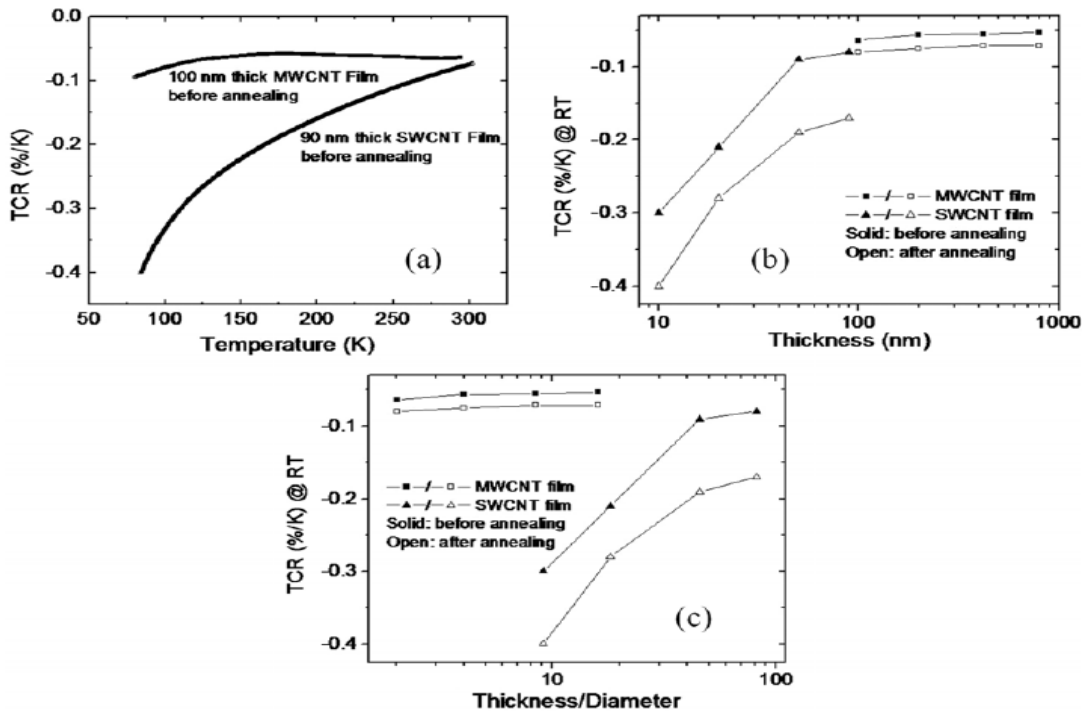 0.0
-0.1
-0.2
-0.3
-0.4
TCR (%/K)
100 nm thick MWCNT Film
before annealing
90 nm thick SWCNT Film
before annealing
(a)
50 100 150 200 250 300
Temperature (K)
-0.1
-0.2
-0.3
-0.4
TCR (%/K) @ RT
MWCNT film
SWCNT film
Solid: before annealing
Open: after annealing
(b)
10 100 1000
Thickness (nm)
-0.1
-0.2
-0.3
-0.4
TCR (%/K) @ RT
MWCNT film
SWCNT film
Solid: before annealing
Open: after annealing
(c)
10 100
Thickness/Diameter